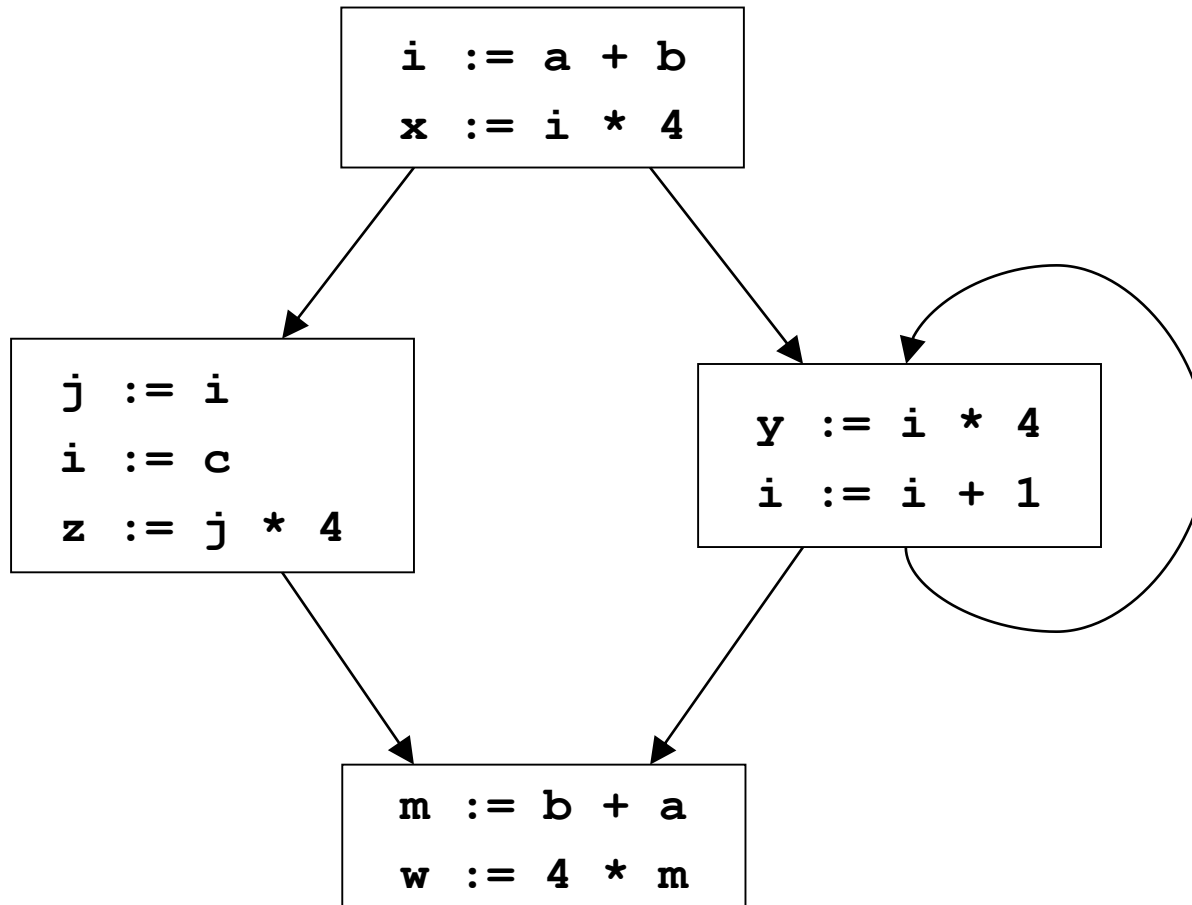 i := a + b
x := i * 4
j := i
i := c
z := j * 4
y := i * 4
i := i + 1
m := b + a
w := 4 * m